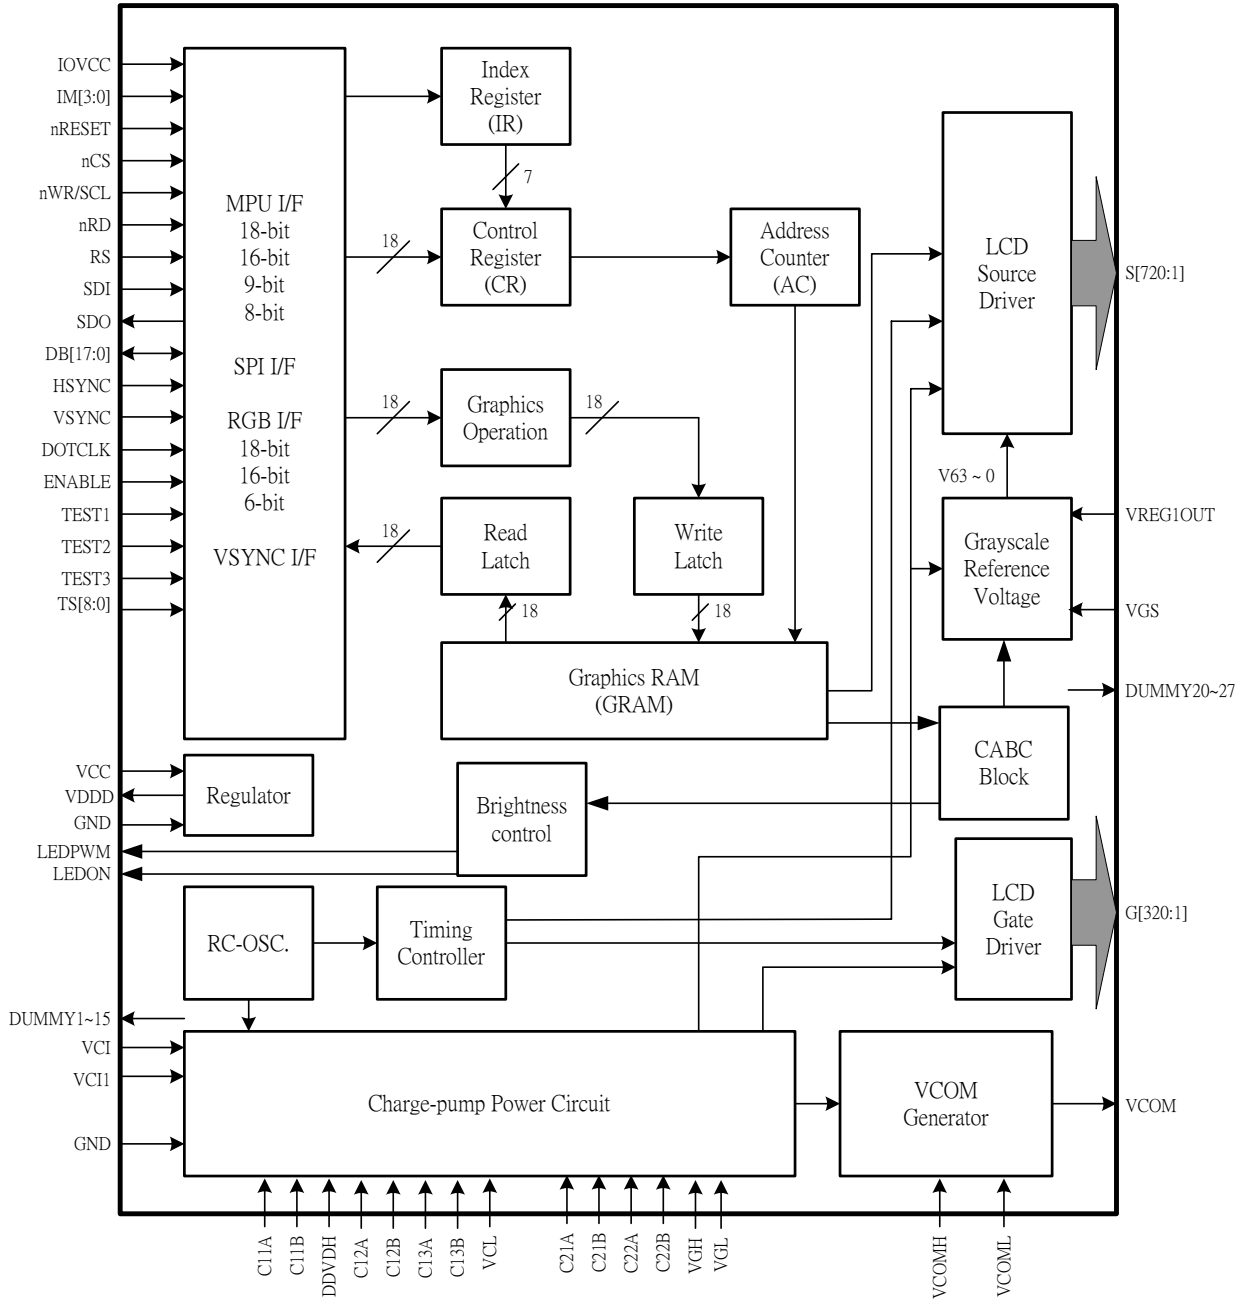 IOVCC
IM[3:0]
nRESET
nCS
nWR/SCL
nRD
RS
SDI
SDO
DB[17:0]
HSYNC
VSYNC
DOTCLK
ENABLE
TEST1
TEST2
TEST3
TS[8:0]
MPU I/F
18-bit
16-bit
9-bit
8-bit
SPI I/F
RGB I/F
18-bit
16-bit
6-bit
VSYNC I/F
Index
Register
(IR)
7
18
Control
Register
(CR)
Address
Counter
(AC)
18
Graphics
Operation
18
18
Read
Latch
Write
Latch
18
18
Graphics RAM
(GRAM)
LCD
Source
Driver
S[720:1]
V63 ~ 0
Grayscale
Reference
Voltage
VREG1OUT
VGS
DUMMY20~27
CABC
Block
VCC
VDDD
GND
Regulator
LEDPWM
LEDON
Brightness
control
RC-OSC.
Timing
Controller
LCD
Gate
Driver
G[320:1]
DUMMY1~15
VCI
VCI1
GND
Charge-pump Power Circuit
VCOM
Generator
VCOM
C11A
C11B
DDVDH
C12A
C12B
C13A
C13B
VCL
C21A
C21B
C22A
C22B
VGH
VGL
VCOMH
VCOML